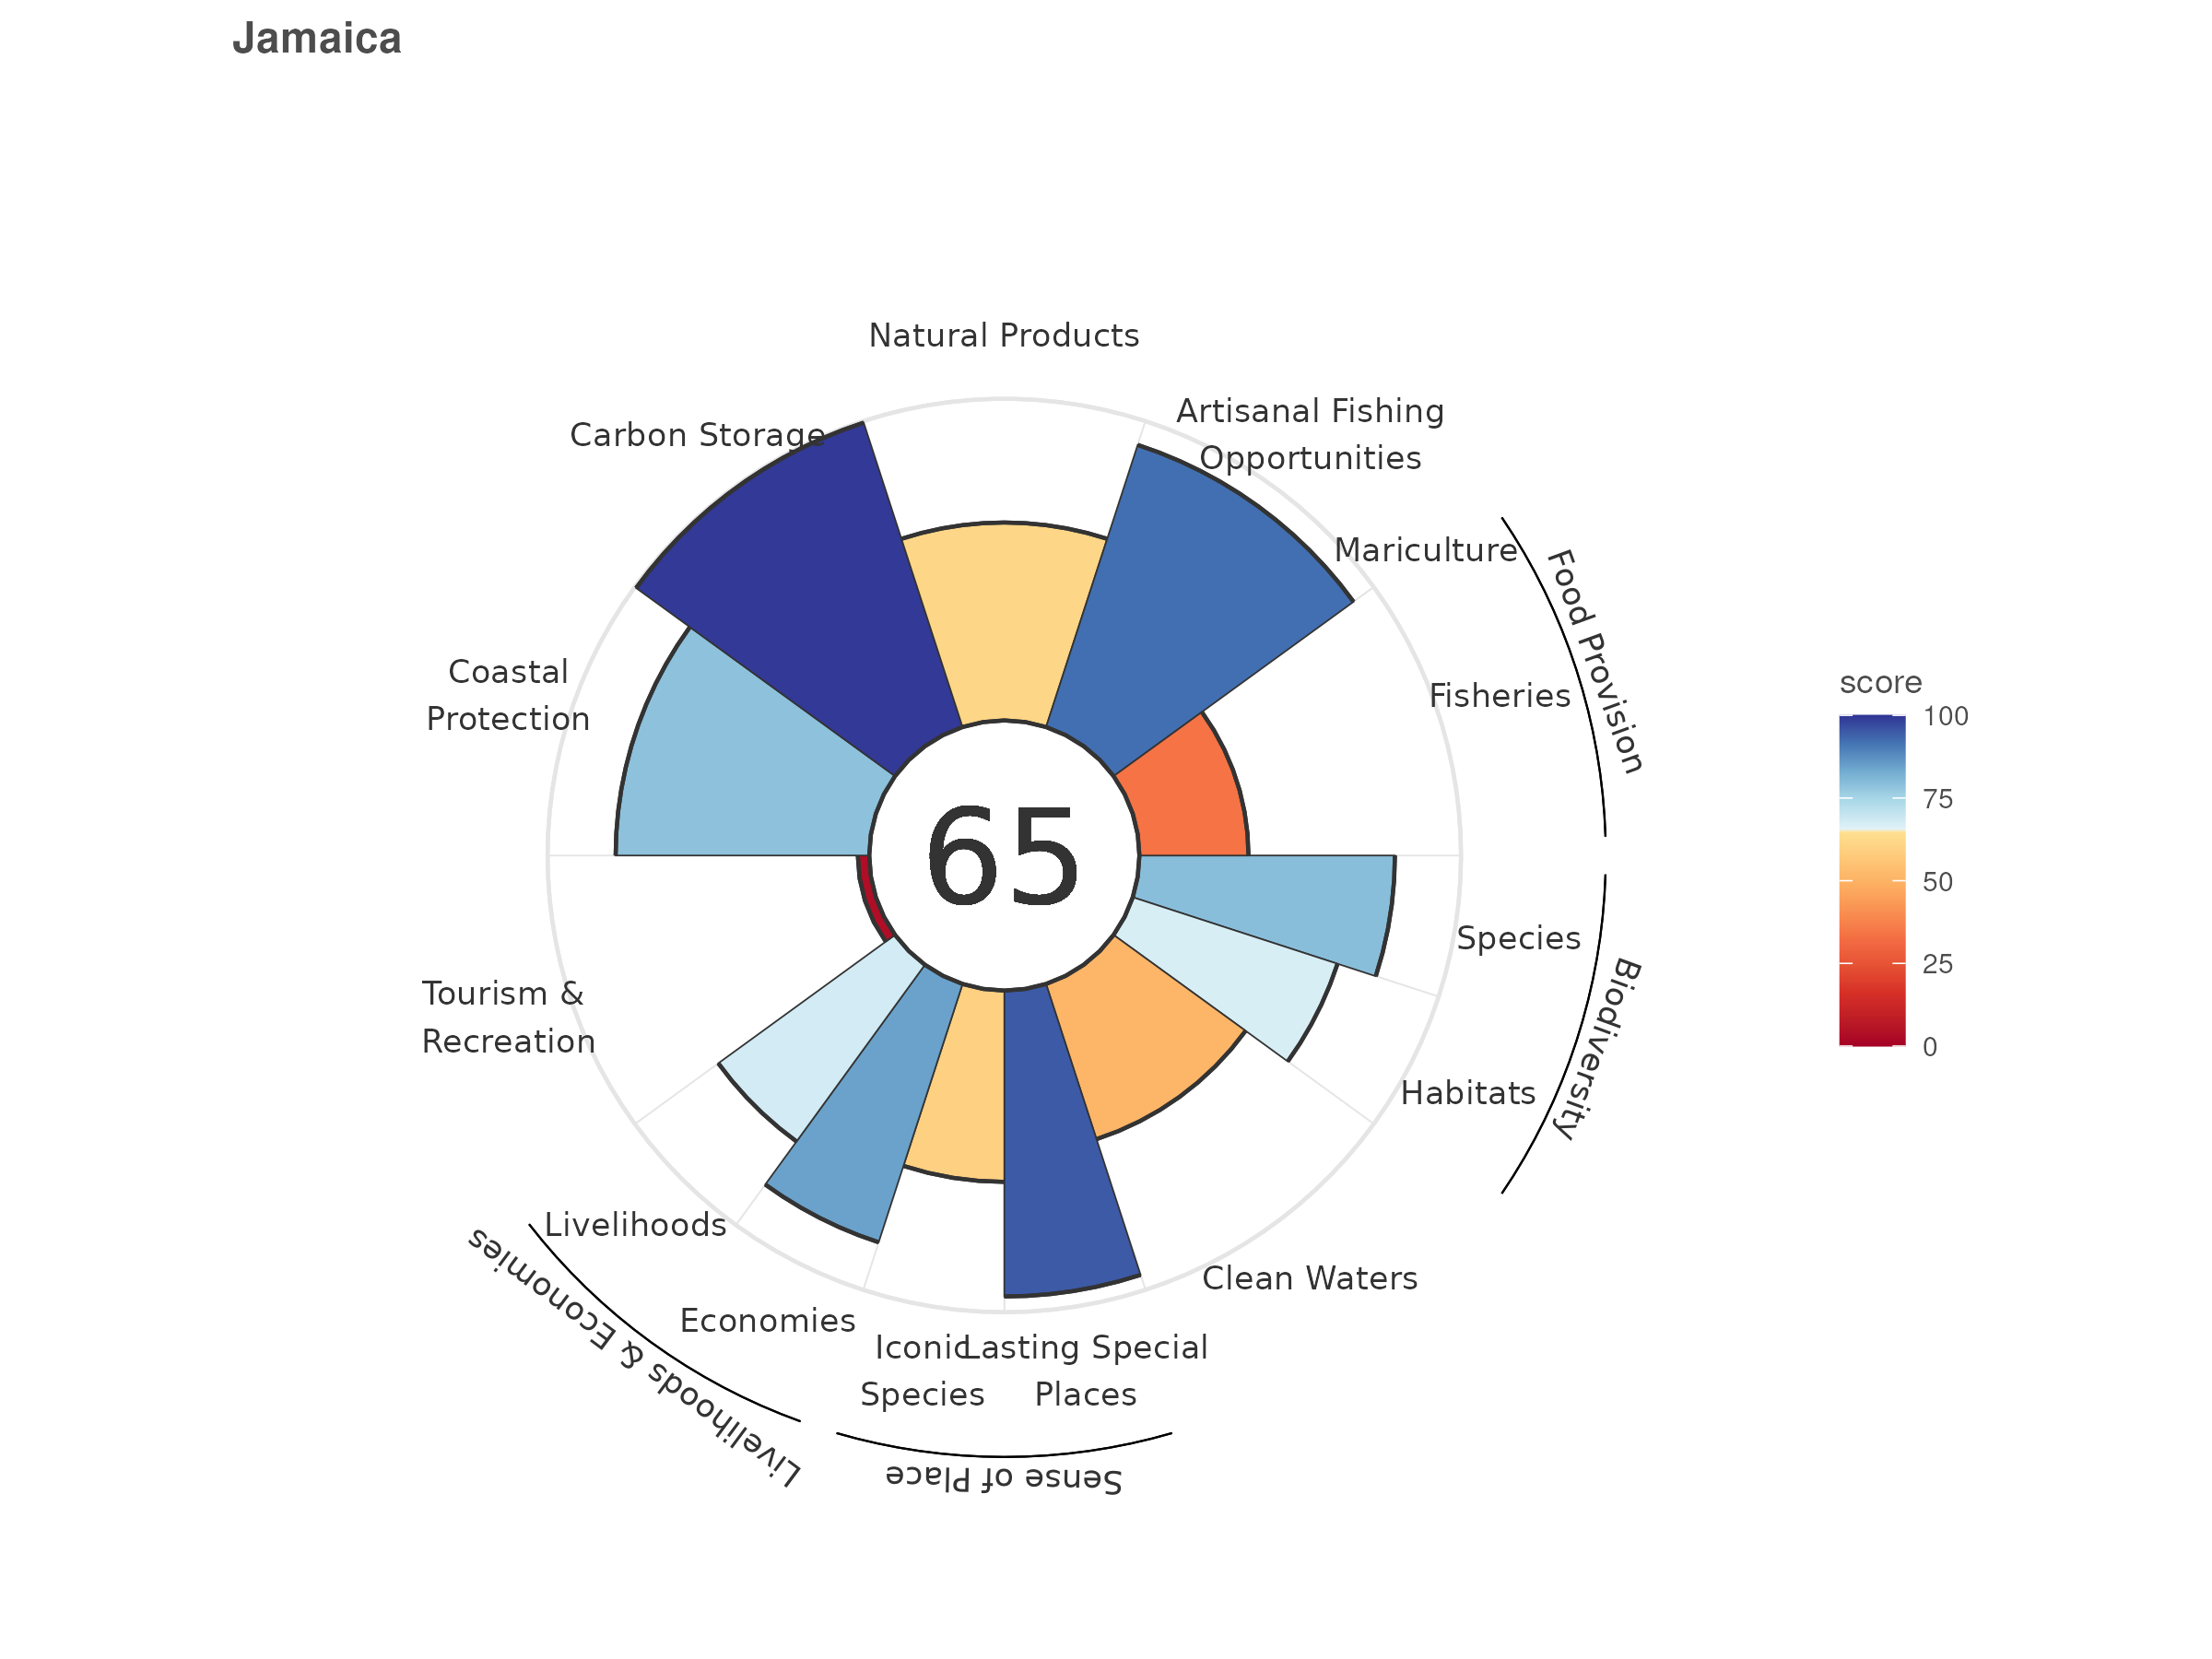 Jamaica
Natural Products
Artisanal Fishing
Opportunities
Carbon Storage
Mariculture
Food Provision
Fisheries
Coastal
Protection
score
100
75
50
25
0
65
Species
Biodiversity
Habitats
Tourism &
Recreation
Livelihoods
Livelihoods & Economies
Economies
Clean Waters
Iconic
Species
Lasting Special
Places
Sense of Place